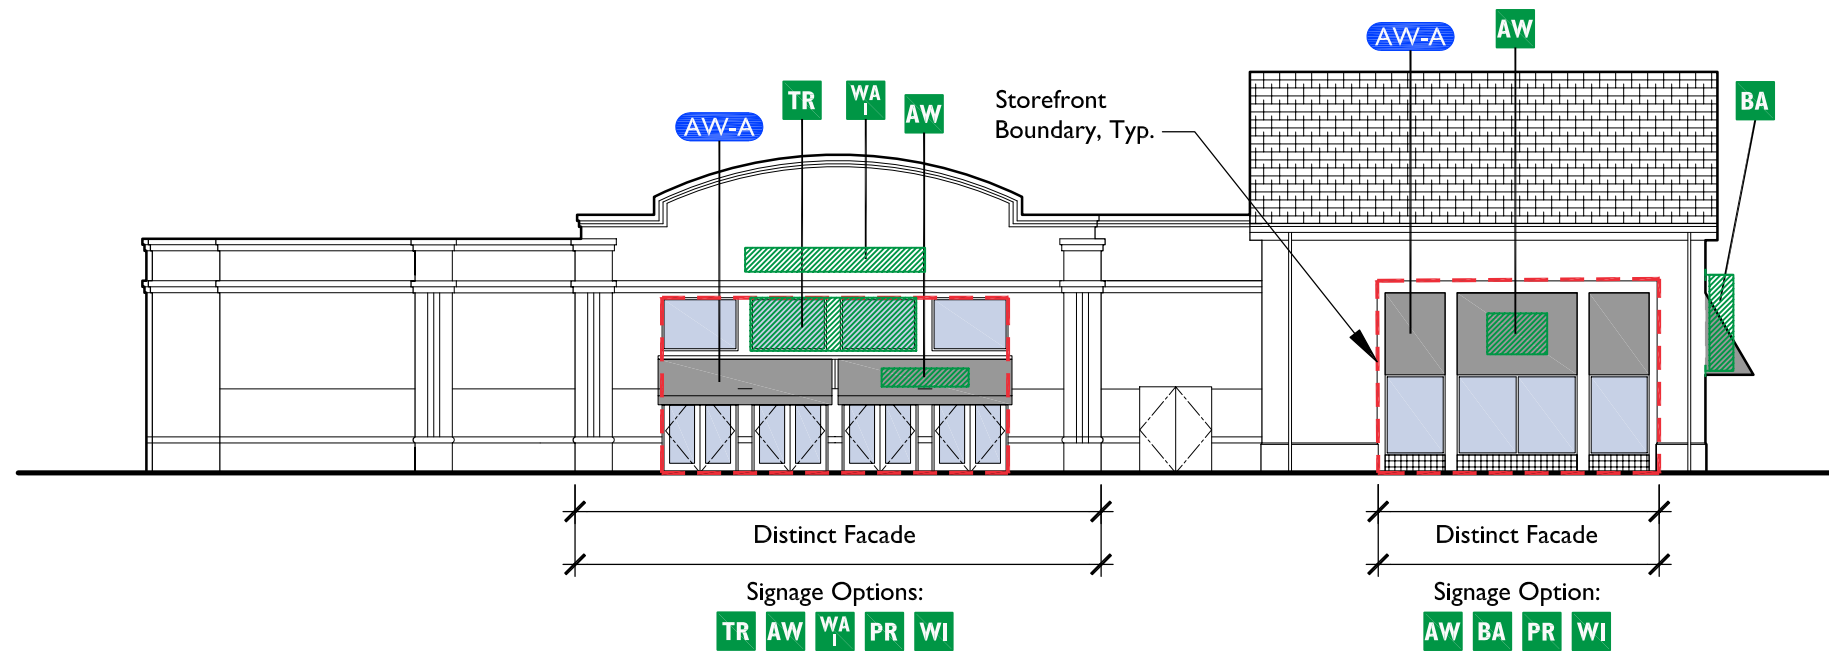 AW-A
AW
TR
WA
I
AW
AW-A
BA
Storefront
Boundary, Typ.
Distinct Facade
Distinct Facade
Signage Options:
Signage Option:
TR AW WA I PR WI
AW BA PR WI